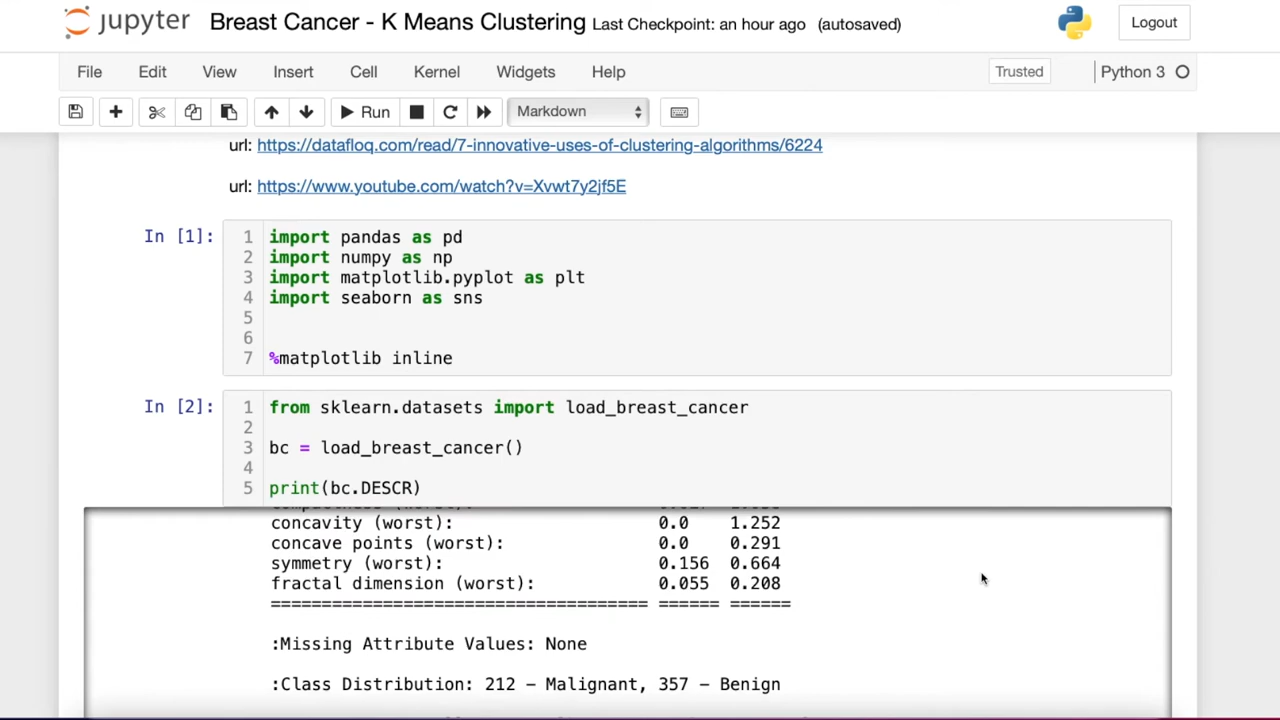 jupyter Breast Cancer - K Means Clustering Last Checkpoint: an hour ago (autosaved) Logout
File Edit View Insert Cell Kernel Widgets Help Trusted Python 3
Run Markdown
url: https://datafloq.com/read/7-innovative-uses-of-clustering-algorithms/6224
url: https://www.youtube.com/watch?v=Xvwt7y2jf5E
In [1]: 1 import pandas as pd
2 import numpy as np
3 import matplotlib.pyplot as plt
4 import seaborn as sns
5
6
7 %matplotlib inline
In [2]: 1 from sklearn.datasets import load_breast_cancer
2
3 bc = load_breast_cancer()
4
5 print(bc.DESCR)
concavity (worst): 0.0 1.252
concave points (worst): 0.0 0.291
symmetry (worst): 0.156 0.664
fractal dimension (worst): 0.055 0.208
===================================== ====== ======
:Missing Attribute Values: None
:Class Distribution: 212 - Malignant, 357 - Benign